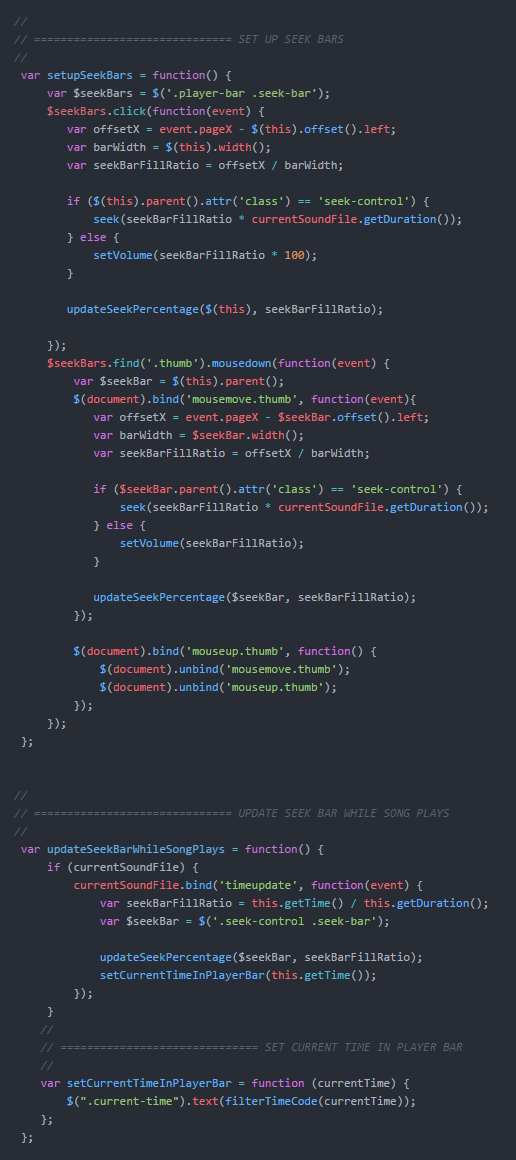 //
// ============================== SET UP SEEK BARS
//
var setupSeekBars = function() {
    var $seekBars = $('.player-bar .seek-bar');
    $seekBars.click(function(event) {
       var offsetX = event.pageX - $(this).offset().left;
       var barWidth = $(this).width();
       var seekBarFillRatio = offsetX / barWidth;

       if ($(this).parent().attr('class') == 'seek-control') {
           seek(seekBarFillRatio * currentSoundFile.getDuration());
       } else {
           setVolume(seekBarFillRatio * 100);
       }

       updateSeekPercentage($(this), seekBarFillRatio);

    });
    $seekBars.find('.thumb').mousedown(function(event) {
        var $seekBar = $(this).parent();
        $(document).bind('mousemove.thumb', function(event){
           var offsetX = event.pageX - $seekBar.offset().left;
           var barWidth = $seekBar.width();
           var seekBarFillRatio = offsetX / barWidth;

           if ($seekBar.parent().attr('class') == 'seek-control') {
               seek(seekBarFillRatio * currentSoundFile.getDuration());
           } else {
               setVolume(seekBarFillRatio);
           }

           updateSeekPercentage($seekBar, seekBarFillRatio);
        });

        $(document).bind('mouseup.thumb', function() {
            $(document).unbind('mousemove.thumb');
            $(document).unbind('mouseup.thumb');
        });
    });
};

//
// ============================== UPDATE SEEK BAR WHILE SONG PLAYS
//
var updateSeekBarWhileSongPlays = function() {
    if (currentSoundFile) {
        currentSoundFile.bind('timeupdate', function(event) {
            var seekBarFillRatio = this.getTime() / this.getDuration();
            var $seekBar = $('.seek-control .seek-bar');

            updateSeekPercentage($seekBar, seekBarFillRatio);
            setCurrentTimeInPlayerBar(this.getTime());
        });
    }
   //
   // ============================== SET CURRENT TIME IN PLAYER BAR
   //
   var setCurrentTimeInPlayerBar = function (currentTime) {
       $(".current-time").text(filterTimeCode(currentTime));
   };
};